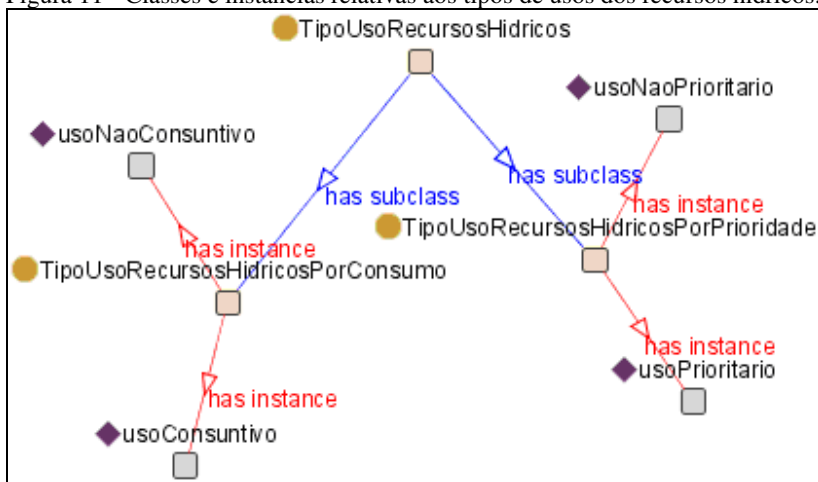 Figura 11 - Classes e instâncias relativas aos tipos de usos dos recursos hídricos.
TipoUsoRecursosHidricos
usoNaoPrioritario
usoNaoConsuntivo
has subclass
has subclass
has instance
TipoUsoRecursosHidricosPorPrioridade
has instance
TipoUsoRecursosHidricosPorConsumo
has instance
usoPrioritario
has instance
usoConsuntivo